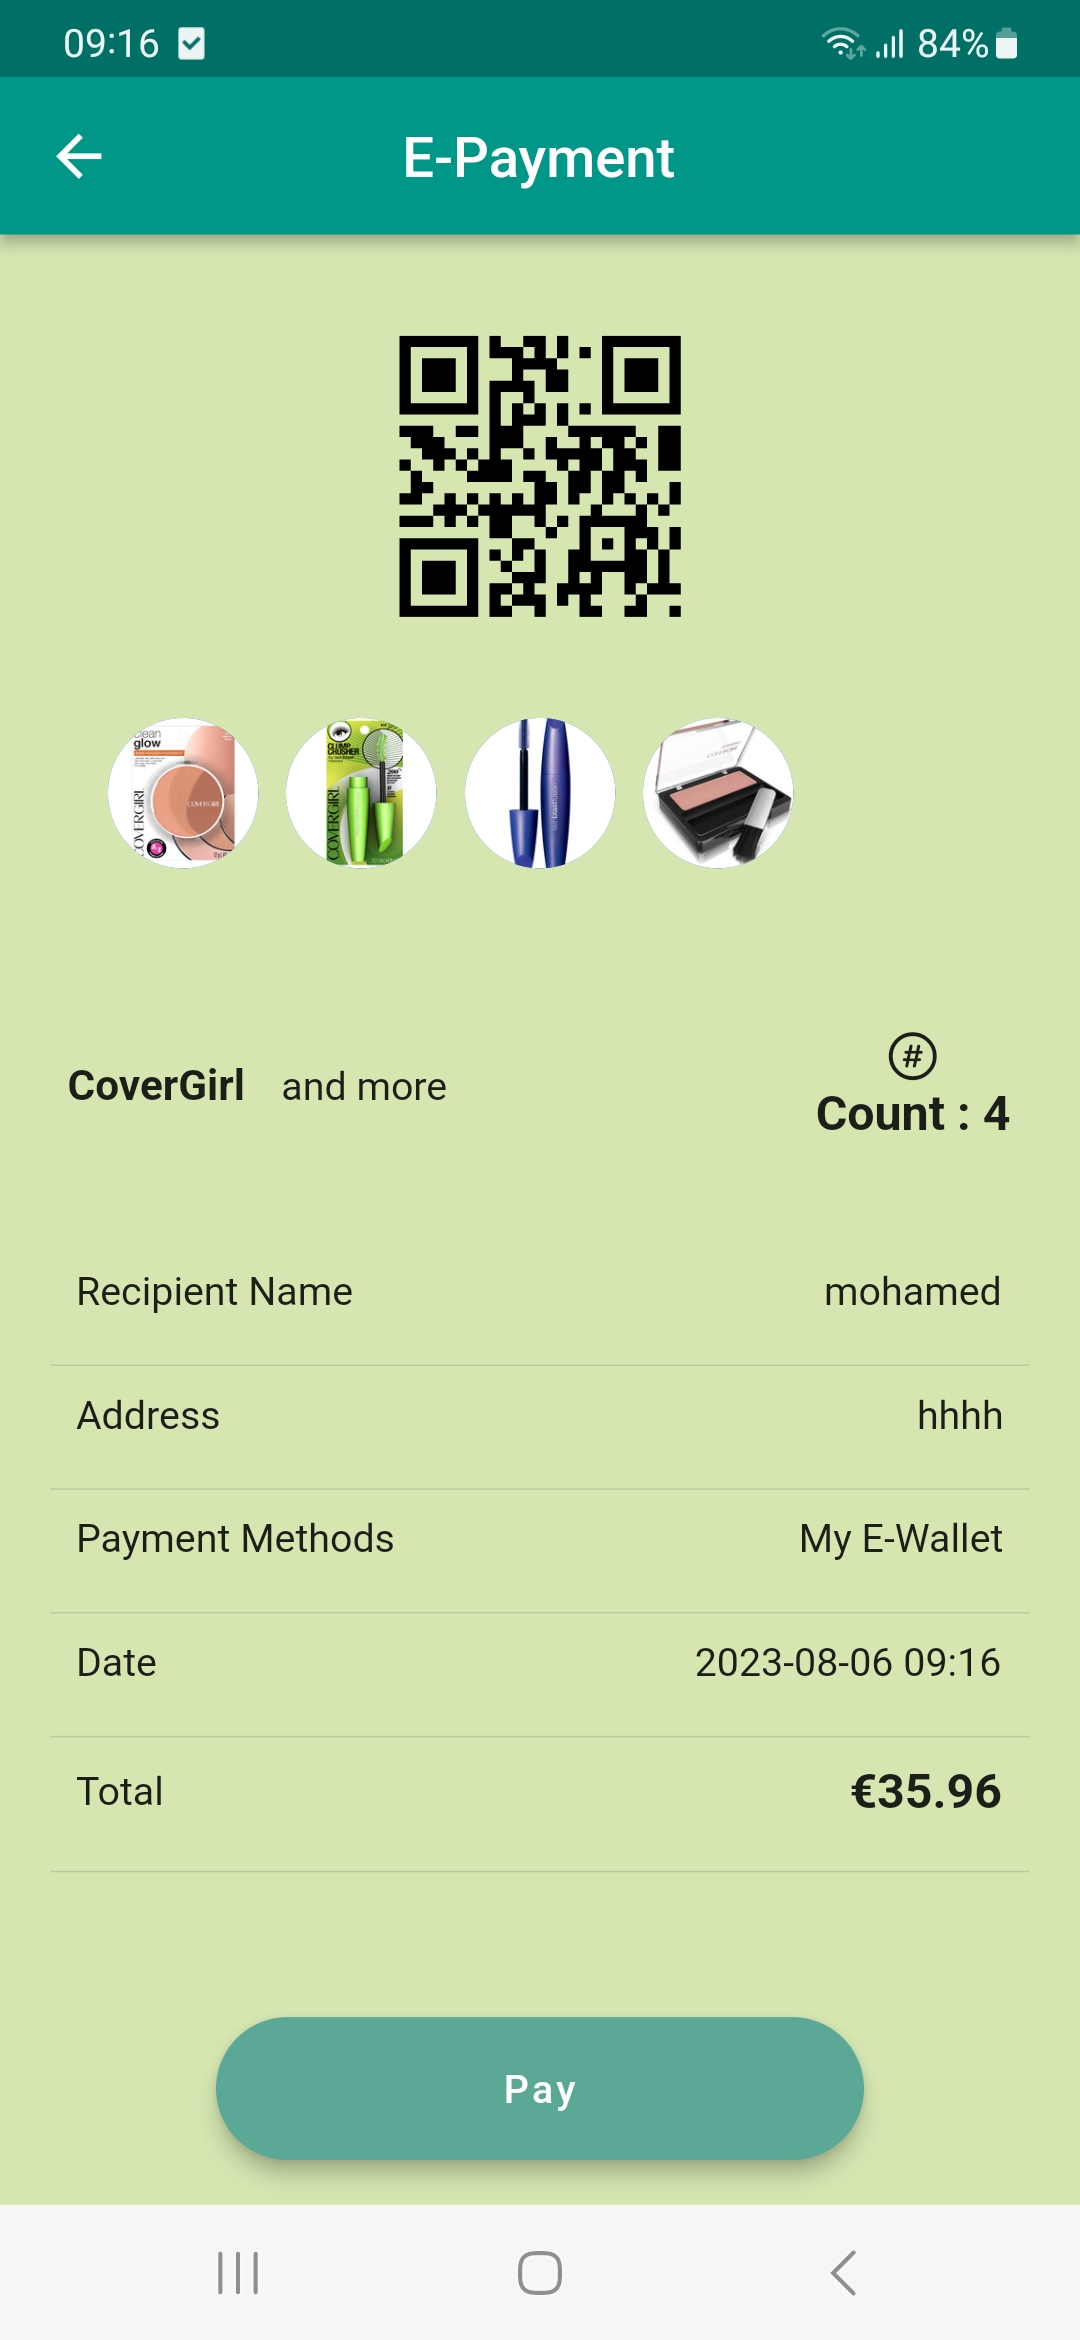 09:16
84%
E-Payment
clean
glow
COVERGIRL
COVERGIRL
CLUMP
CRUSHER
COVERGIRL
CoverGirl and more
#
Count : 4
Recipient Name mohamed
Address hhhh
Payment Methods My E-Wallet
Date 2023-08-06 09:16
Total €35.96
Pay